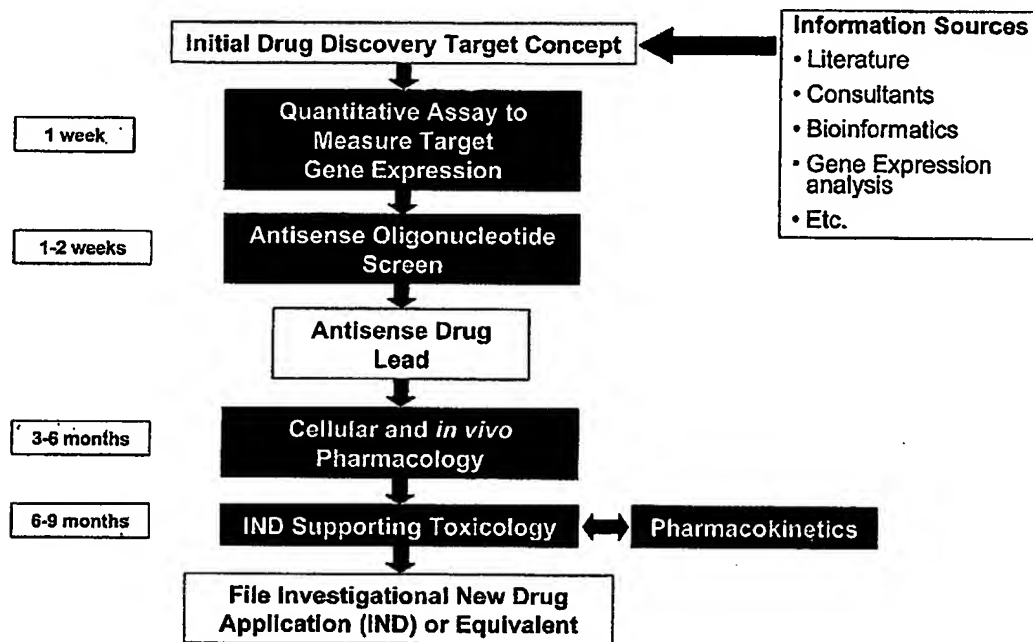 Initial Drug Discovery Target Concept
Information Sources
• Literature
• Consultants
• Bioinformatics
• Gene Expression
analysis
• Etc.
1 week
Quantitative Assay to
Measure Target
Gene Expression
1-2 weeks
Antisense Oligonucleotide
Screen
Antisense Drug
Lead
3-6 months
Cellular and in vivo
Pharmacology
6-9 months
IND Supporting Toxicology
Pharmacokinetics
File Investigational New Drug
Application (IND) or Equivalent